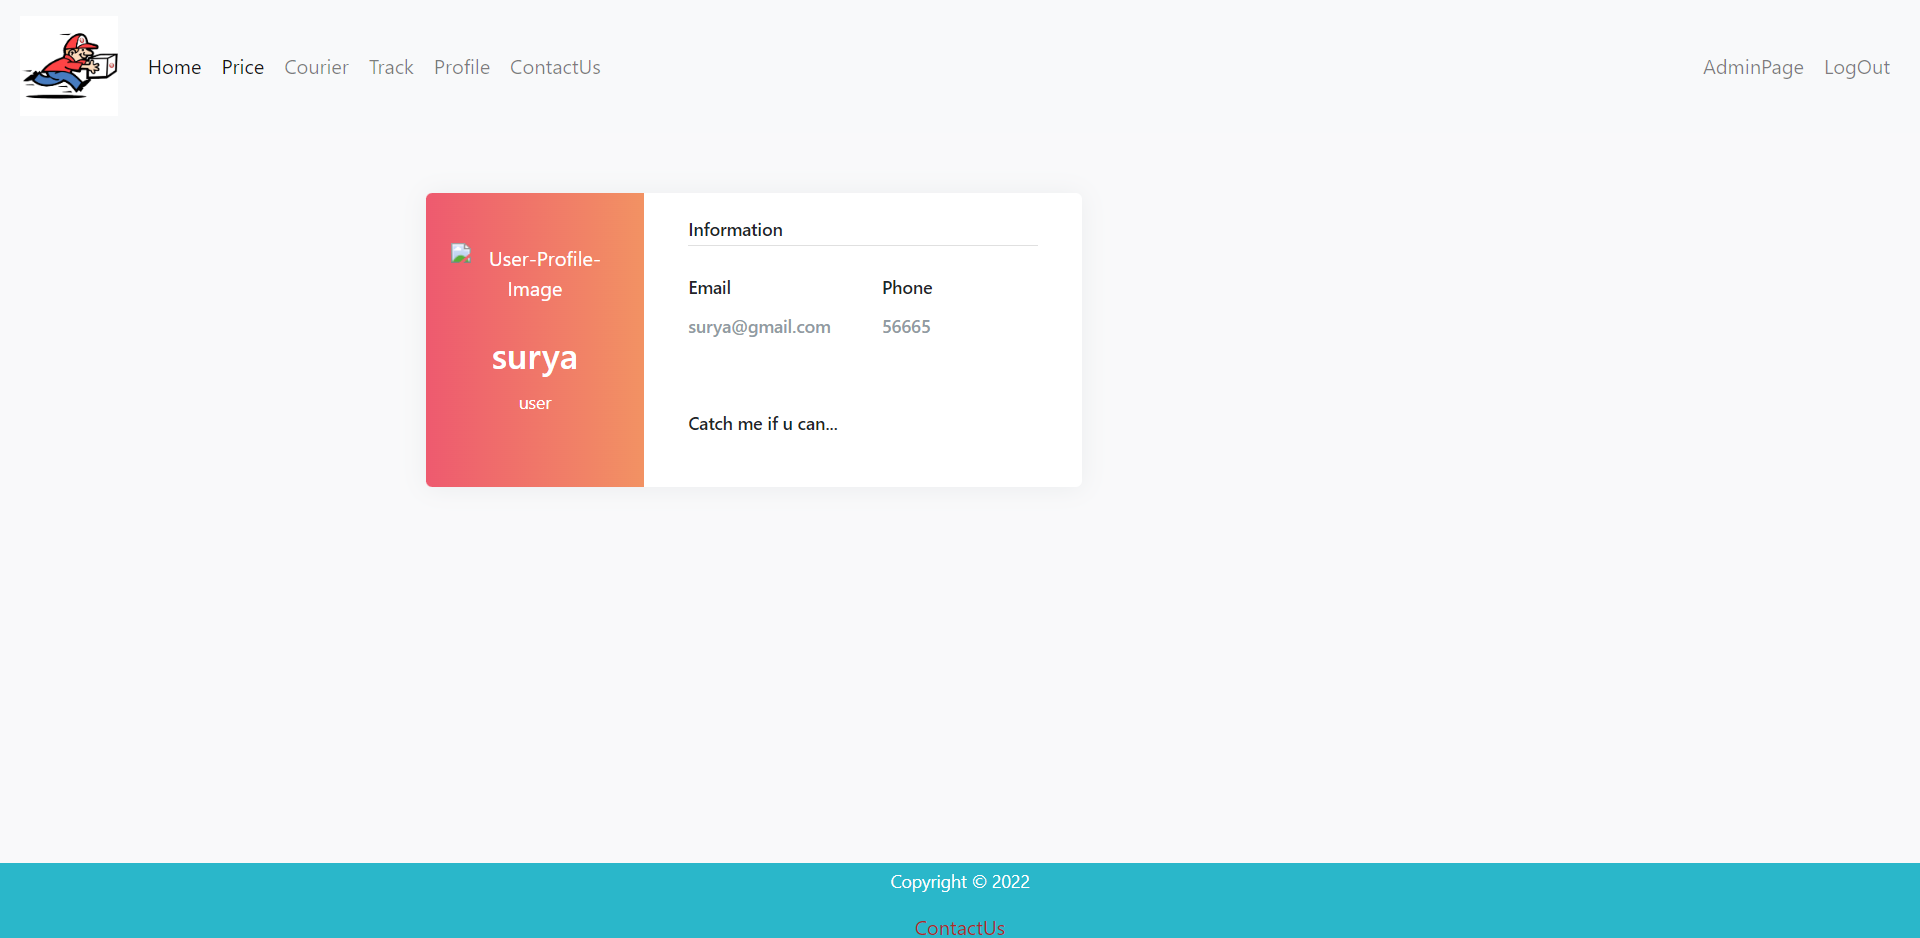 Home Price Courier Track Profile ContactUs AdminPage LogOut
User-Profile-
Image
surya
user
Information
Email Phone
surya@gmail.com 56665
Catch me if u can...
Copyright © 2022
ContactUs